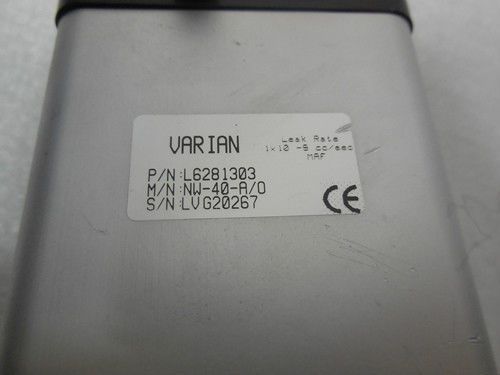 VARIAN
Leak Rate
1x10 -9 cc/sec
MAF
P/N:L6281303
M/N:NW-40-A/O
S/N:LVG20267
CE